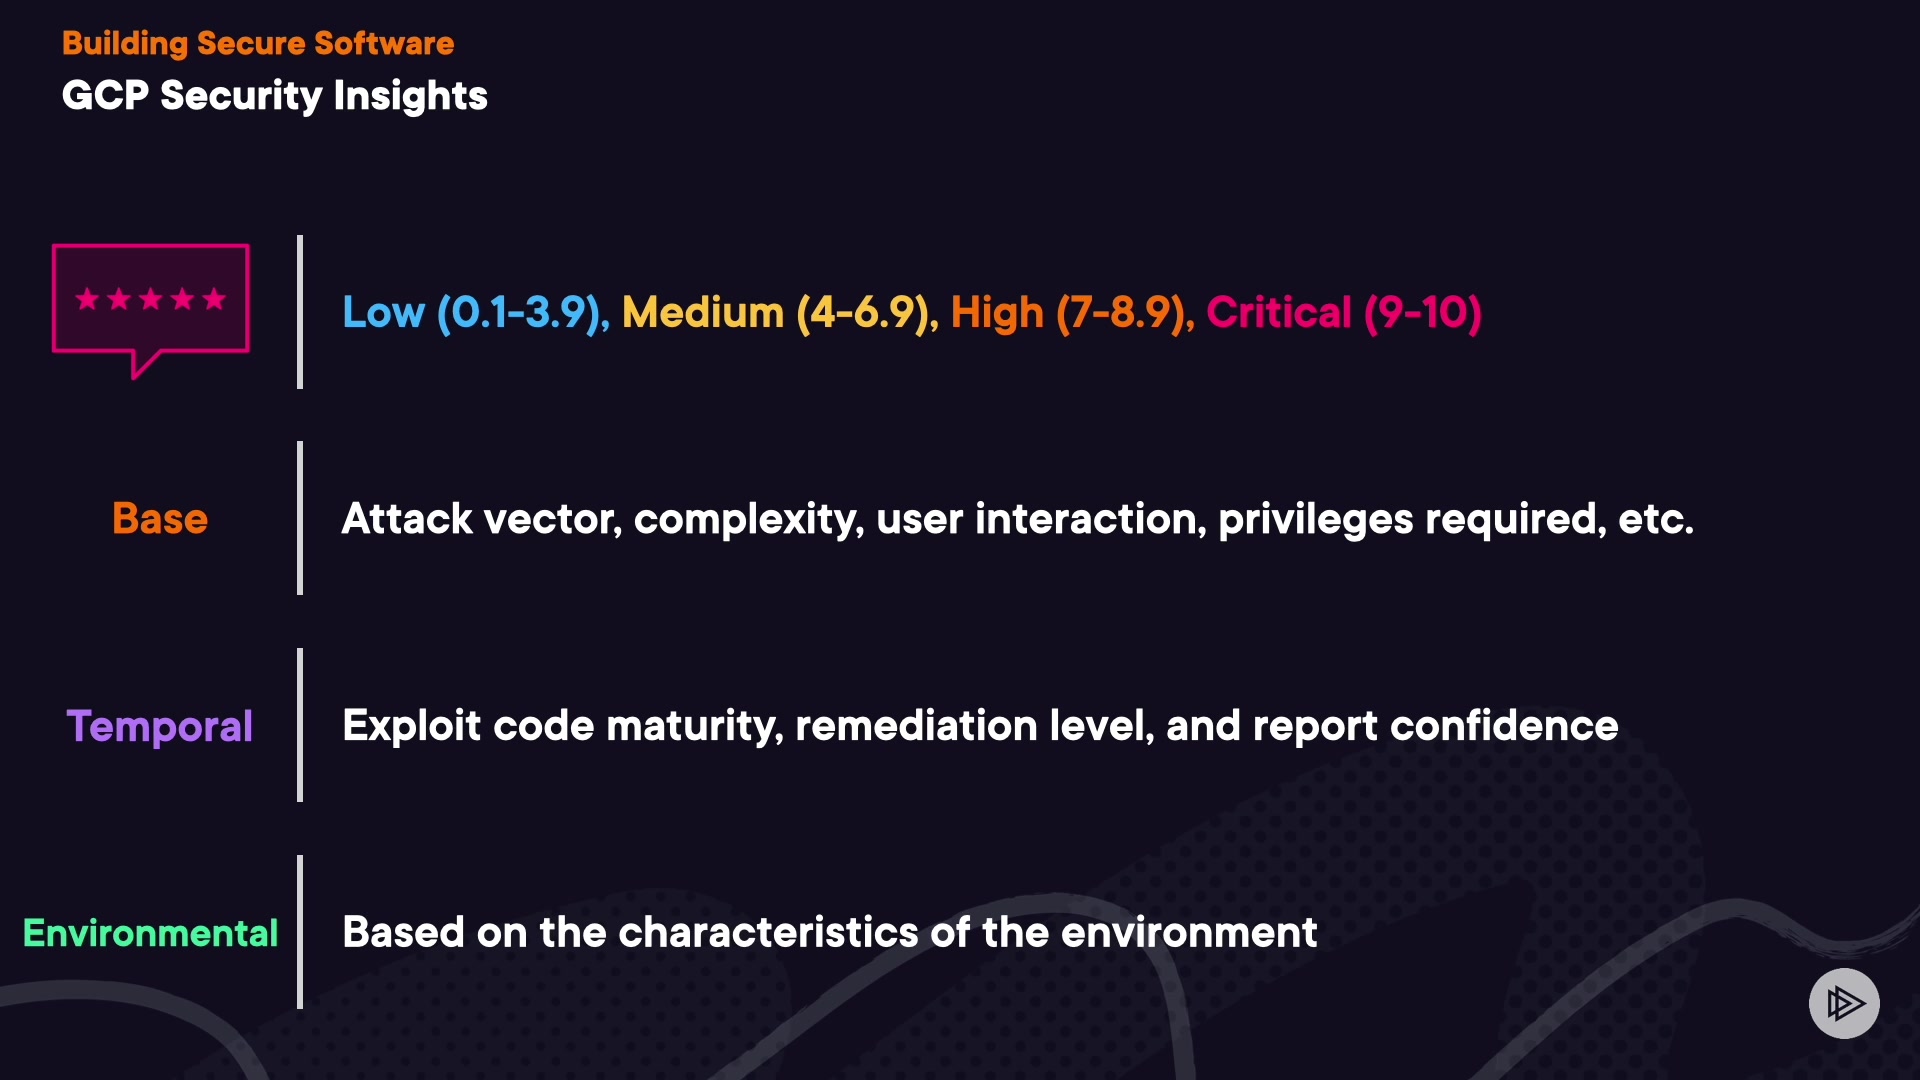 Building Secure Software
GCP Security Insights
Low (0.1-3.9), Medium (4-6.9), High (7-8.9), Critical (9-10)
Base
Attack vector, complexity, user interaction, privileges required, etc.
Temporal
Exploit code maturity, remediation level, and report confidence
Environmental
Based on the characteristics of the environment